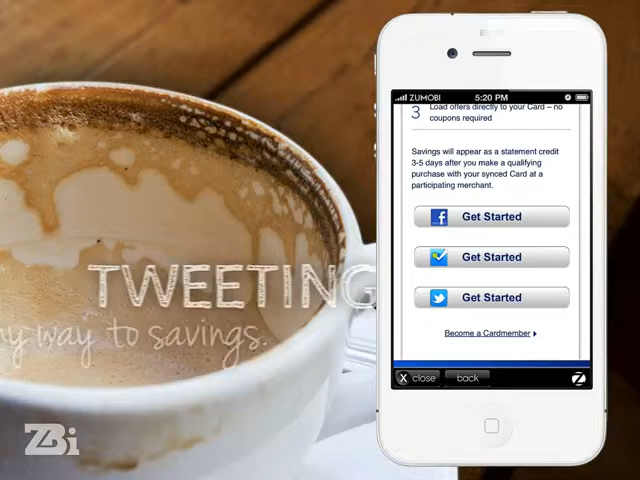 ZUMOBI 5:20 PM
3 Load offers directly to your Card – no
coupons required
Savings will appear as a statement credit
3-5 days after you make a qualifying
purchase with your synced Card at a
participating merchant.
f Get Started
Get Started
Get Started
Become a Cardmember
X close back
TWEETING
my way to savings.
ZBi